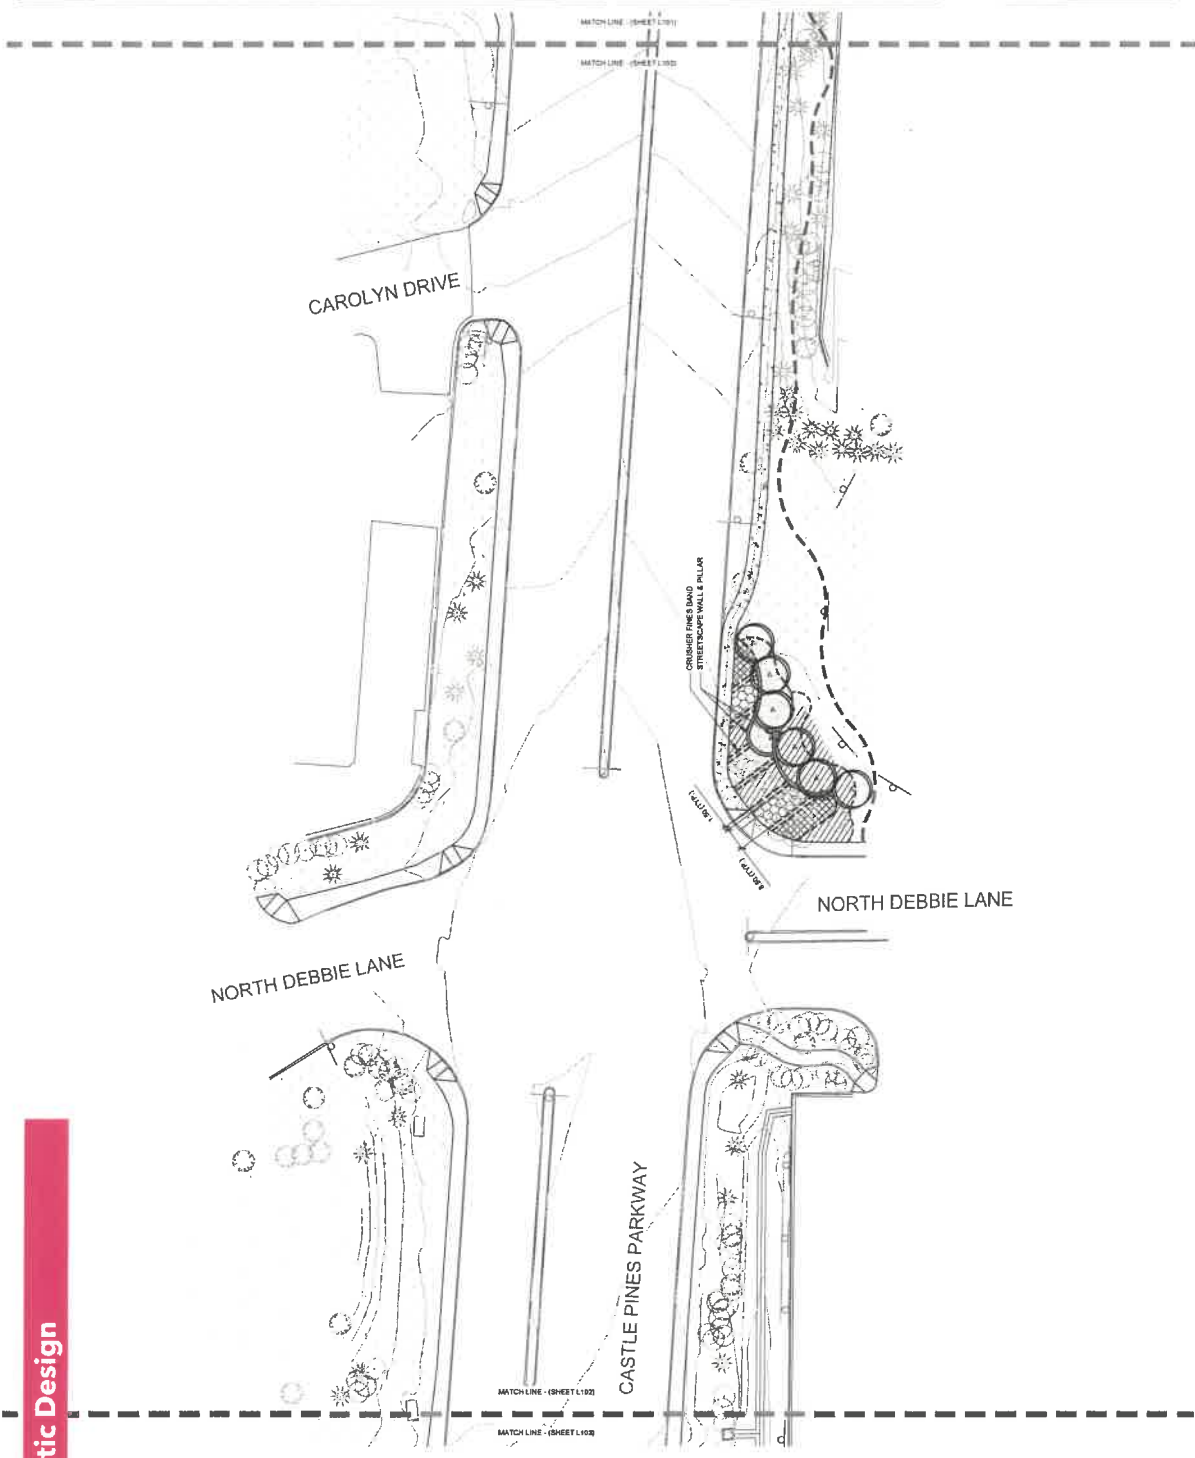 MATCH LINE - (SHEET L101)
MATCH LINE - (SHEET L102)
CAROLYN DRIVE
CRUSHER FINES BAND
STREETSCAPE WALL & PILLAR
NORTH DEBBIE LANE
NORTH DEBBIE LANE
CASTLE PINES PARKWAY
MATCH LINE - (SHEET L102)
MATCH LINE - (SHEET L103)
tic Design